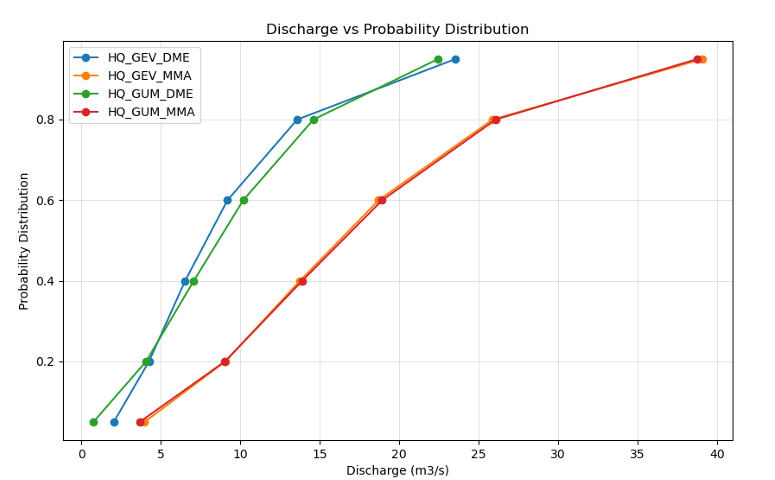 Discharge vs Probability Distribution
HQ_GEV_DME
HQ_GEV_MMA
HQ_GUM_DME
HQ_GUM_MMA
Probability Distribution
0.8
0.6
0.4
0.2
0 5 10 15 20 25 30 35 40
Discharge (m3/s)